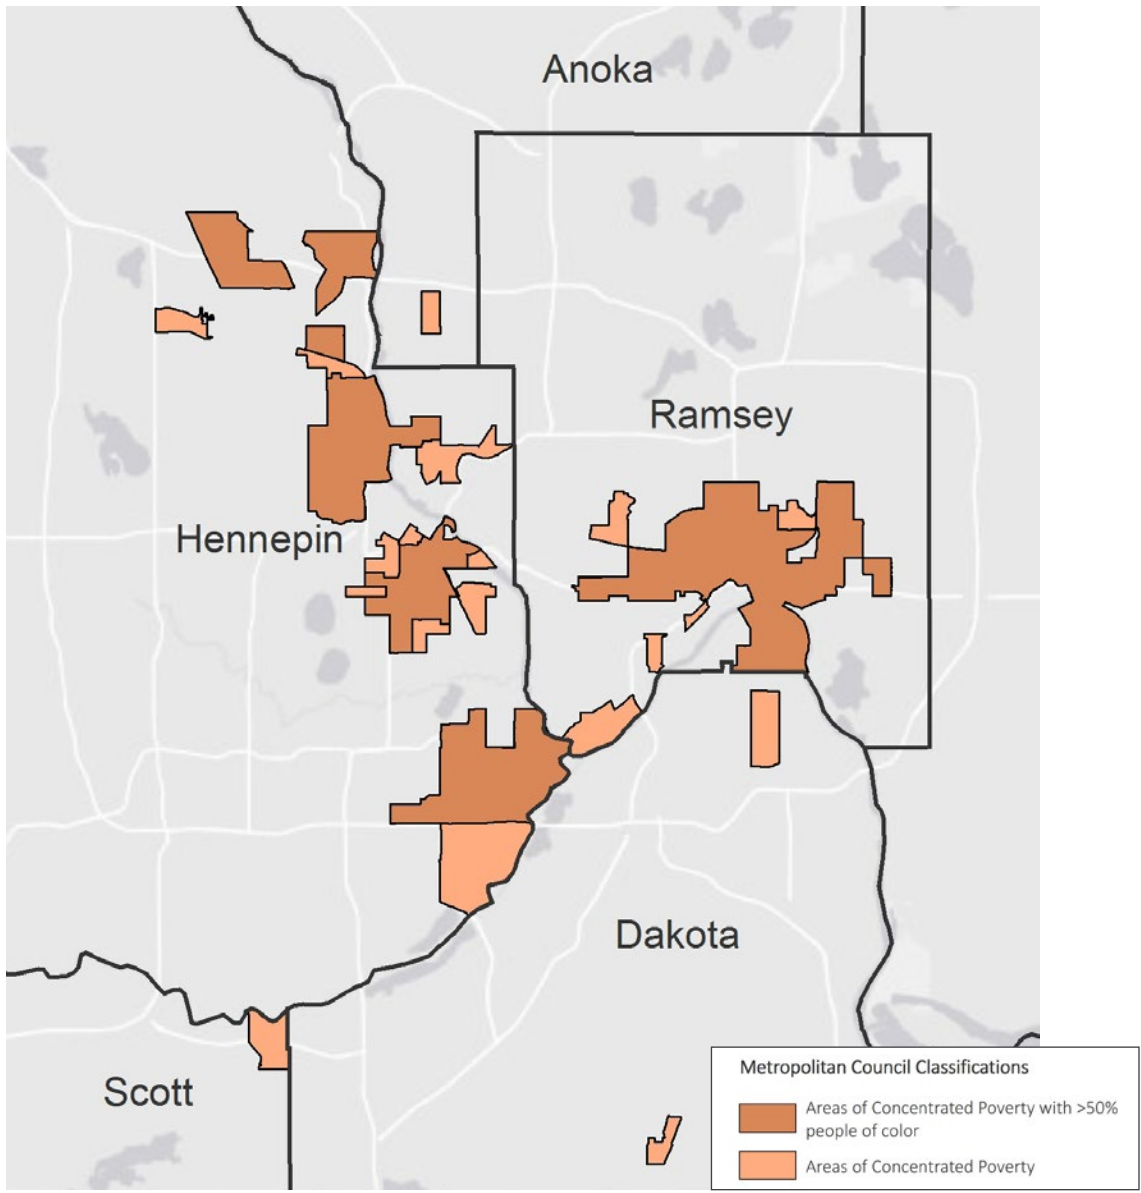 Anoka
Ramsey
Hennepin
Dakota
Scott
Metropolitan Council Classifications
Areas of Concentrated Poverty with >50%
people of color
Areas of Concentrated Poverty